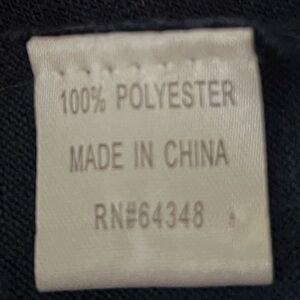 100% POLYESTER
MADE IN CHINA
RN#64348